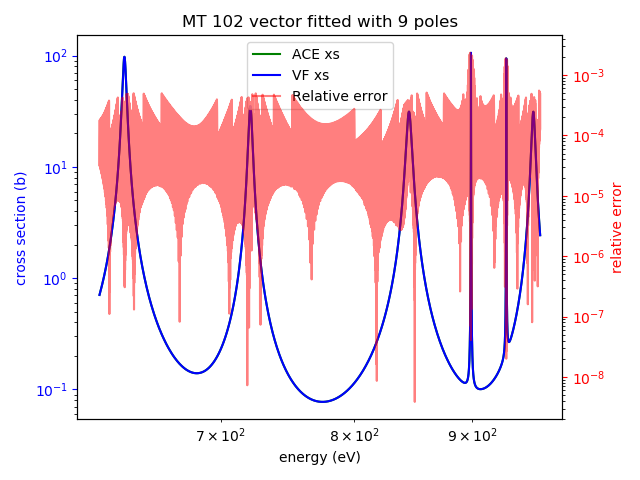 MT 102 vector fitted with 9 poles
ACE xs
VF xs
Relative error
10²
10¹
10⁰
10⁻¹
cross section (b)
10⁻³
10⁻⁴
10⁻⁵
10⁻⁶
10⁻⁷
10⁻⁸
relative error
7 × 10² 8 × 10² 9 × 10²
energy (eV)